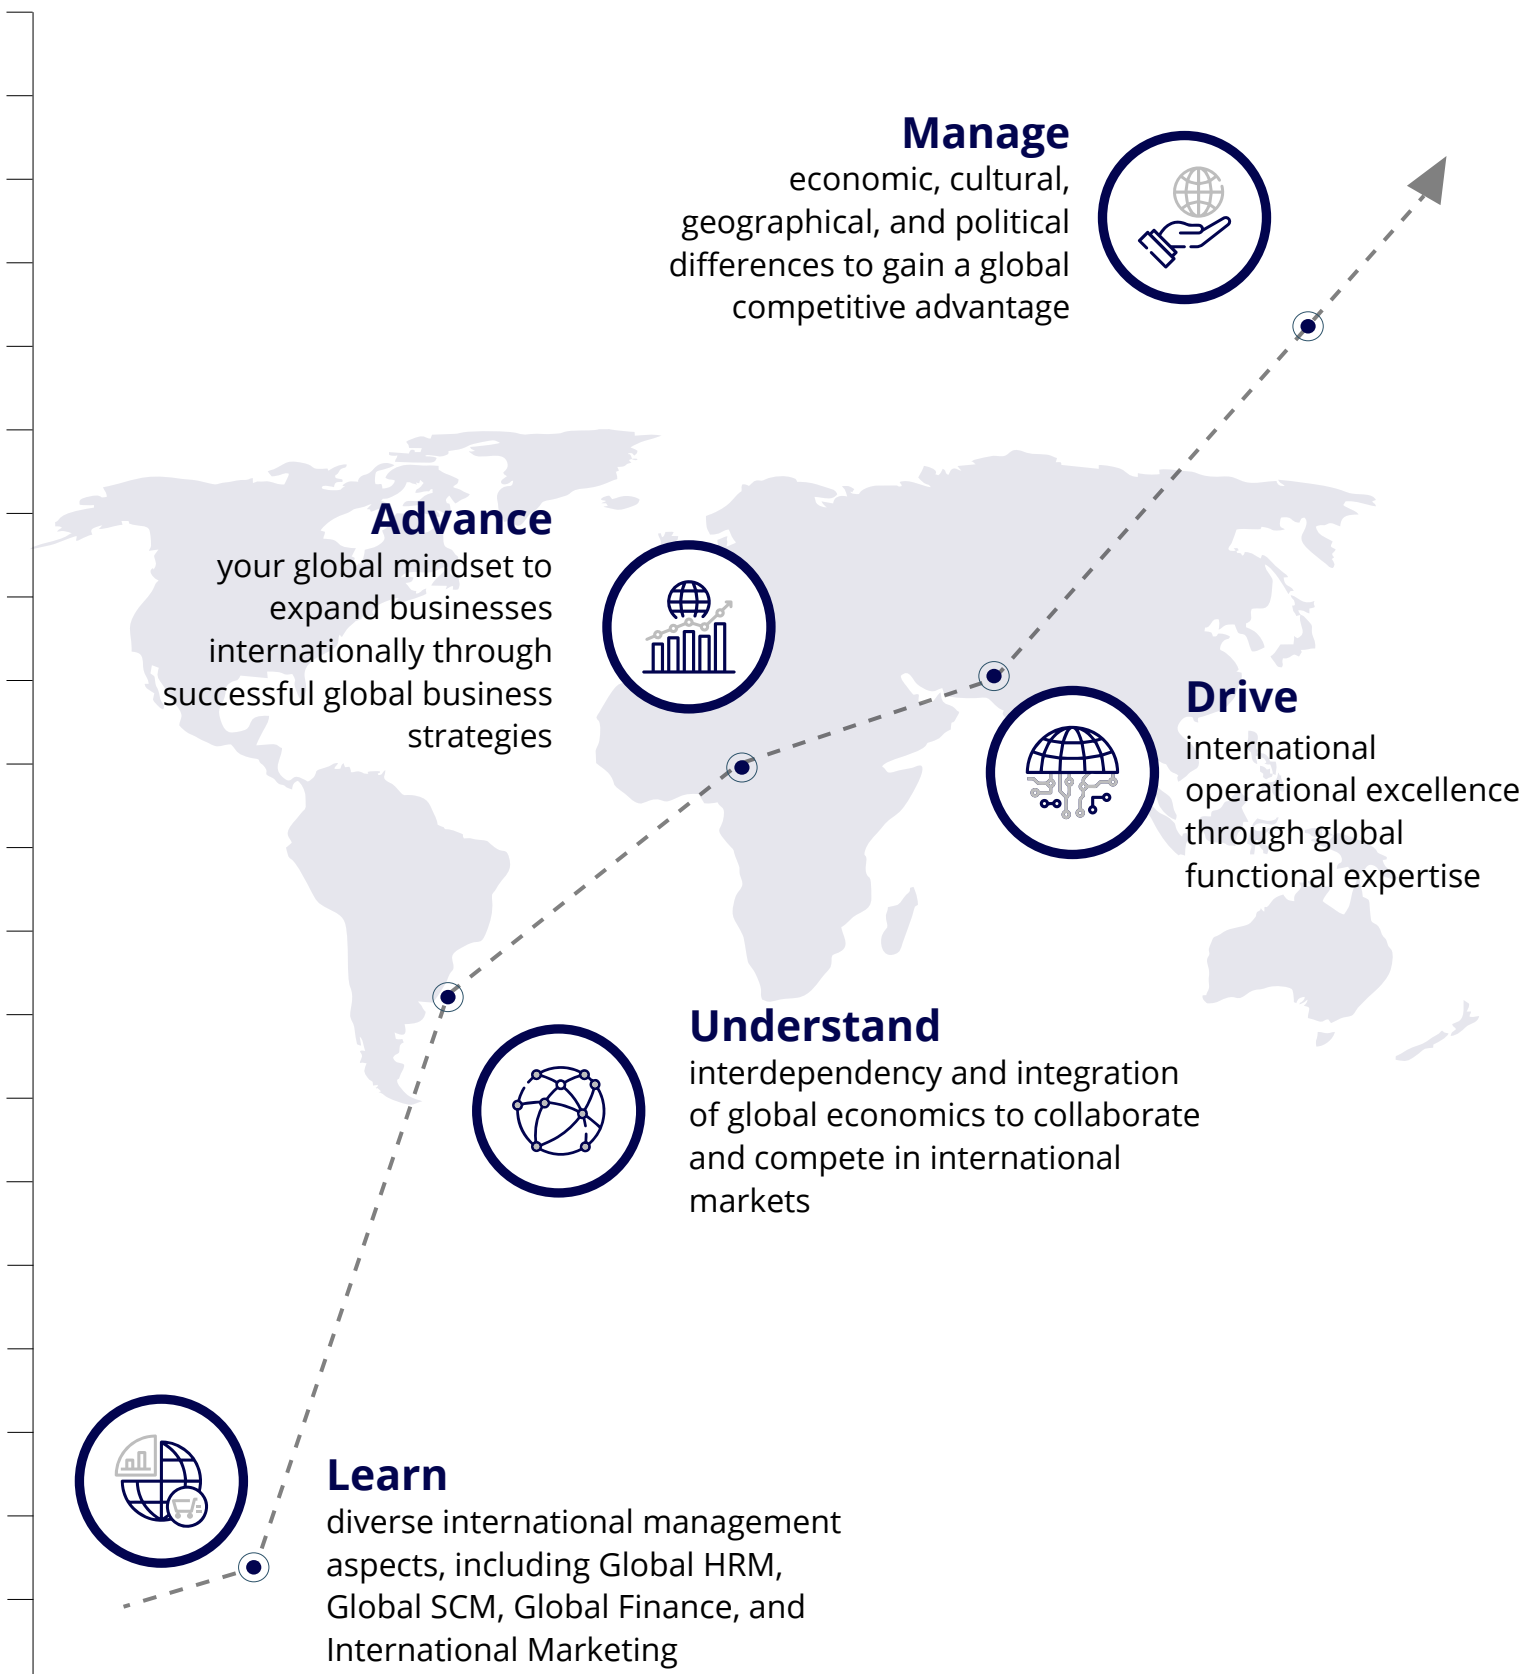 Manage
economic, cultural,
geographical, and political
differences to gain a global
competitive advantage
Advance
your global mindset to
expand businesses
internationally through
successful global business
strategies
Drive
international
operational excellence
through global
functional expertise
Understand
interdependency and integration
of global economics to collaborate
and compete in international
markets
Learn
diverse international management
aspects, including Global HRM,
Global SCM, Global Finance, and
International Marketing